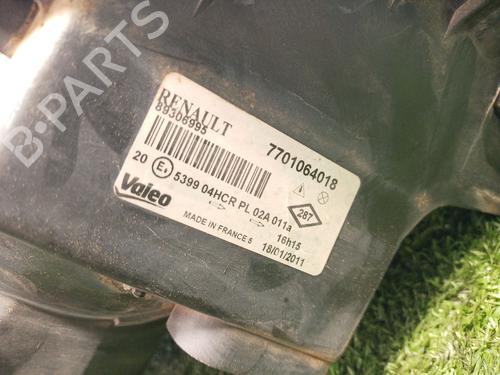 B-PARTS
RENAULT
89306995
7701064018
20 E1 5399 04HCR PL 02A 011a
287
Valeo
MADE IN FRANCE 5
16h15
18/01/2011